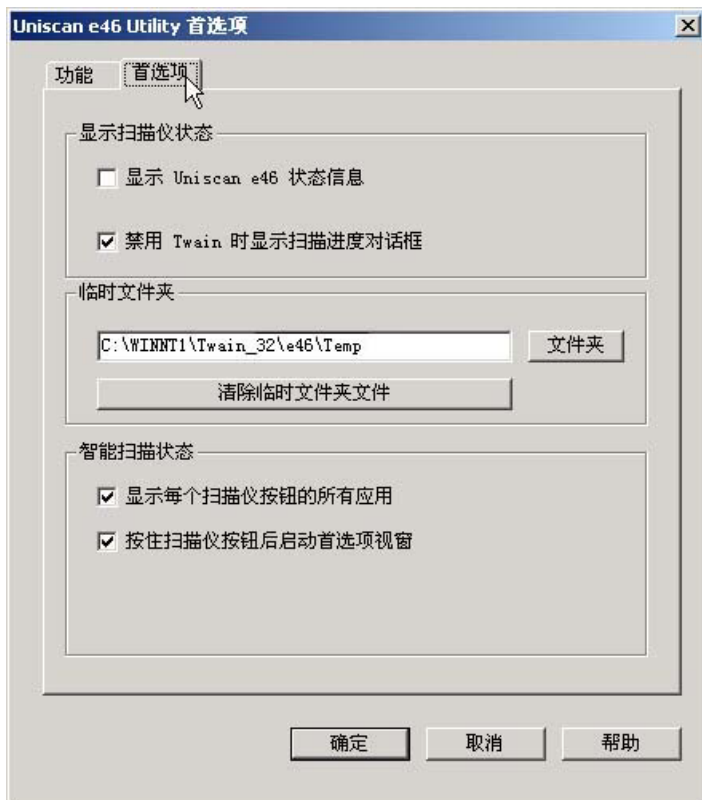 Uniscan e46 Utility 首选项
功能 首选项
显示扫描仪状态
显示 Uniscan e46 状态信息
禁用 Twain 时显示扫描进度对话框
临时文件夹
C:\WINNT1\Twain_32\e46\Temp 文件夹
清除临时文件夹文件
智能扫描状态
显示每个扫描仪按钮的所有应用
按住扫描仪按钮后启动首选项视窗
确定 取消 帮助